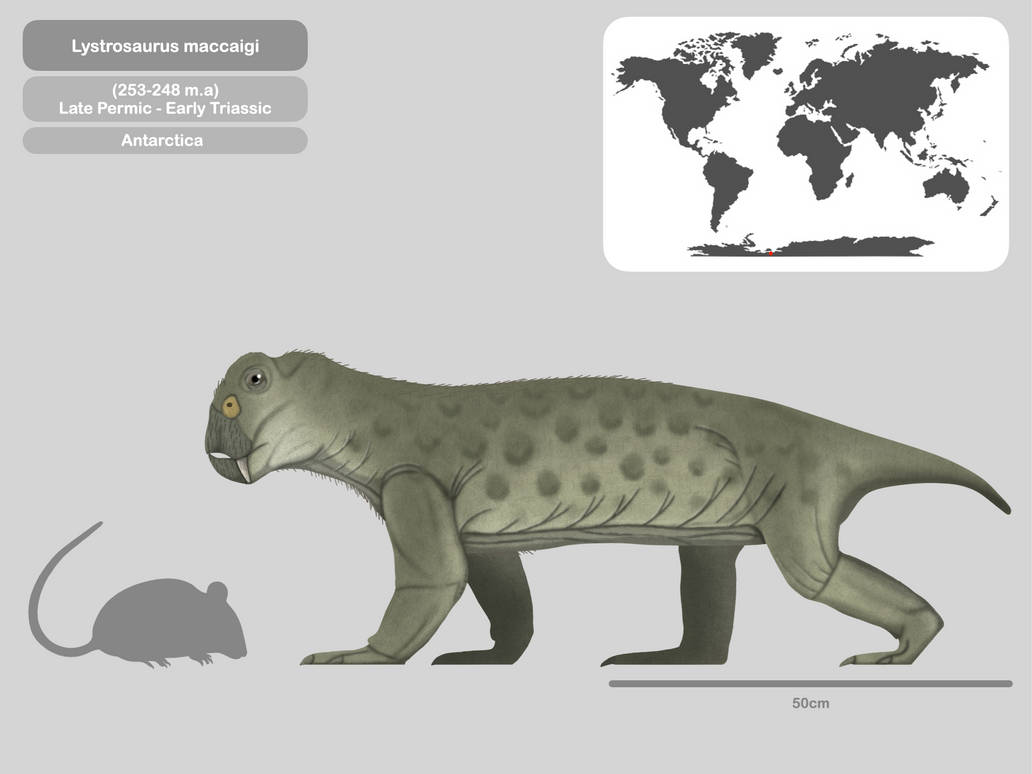 Lystrosaurus maccaigi
(253-248 m.a)
Late Permic - Early Triassic
Antarctica
50cm